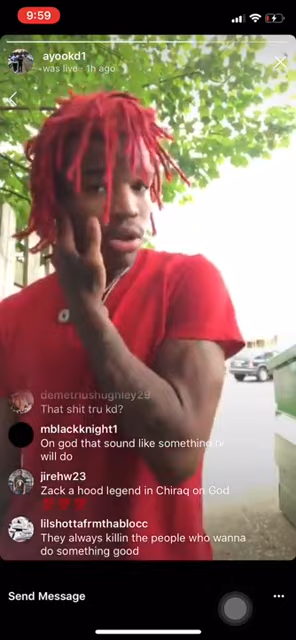 9:59
ayookd1
was live · 1h ago
demetriushughley29
That shit tru kd?
mblackknight1
On god that sound like something tv
will do
jirehw23
Zack a hood legend in Chiraq on God
lilshottafrmthablocc
They always killin the people who wanna
do something good
Send Message